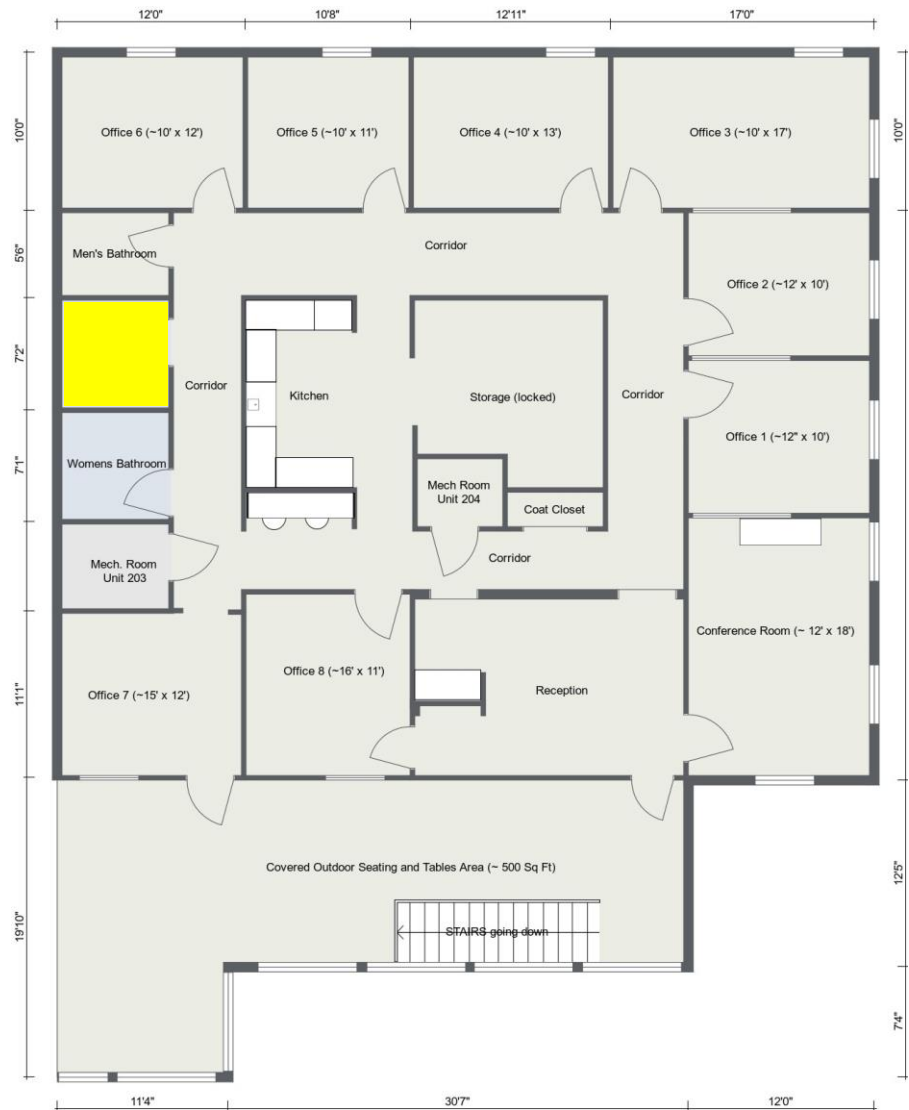 12'0"
10'8"
12'11"
17'0"
10'0"
10'0"
Office 6 (~10' x 12')
Office 5 (~10' x 11')
Office 4 (~10' x 13')
Office 3 (~10' x 17')
5'6"
Men's Bathroom
Corridor
Office 2 (~12' x 10')
7'2"
Corridor
Kitchen
Storage (locked)
Corridor
Office 1 (~12" x 10')
7'1"
Womens Bathroom
Mech Room
Unit 204
Coat Closet
Mech. Room
Unit 203
Corridor
Conference Room (~ 12' x 18')
11'1"
Office 7 (~15' x 12')
Office 8 (~16' x 11')
Reception
Covered Outdoor Seating and Tables Area (~ 500 Sq Ft)
12'5"
19'10"
STAIRS going down
7'4"
11'4"
30'7"
12'0"